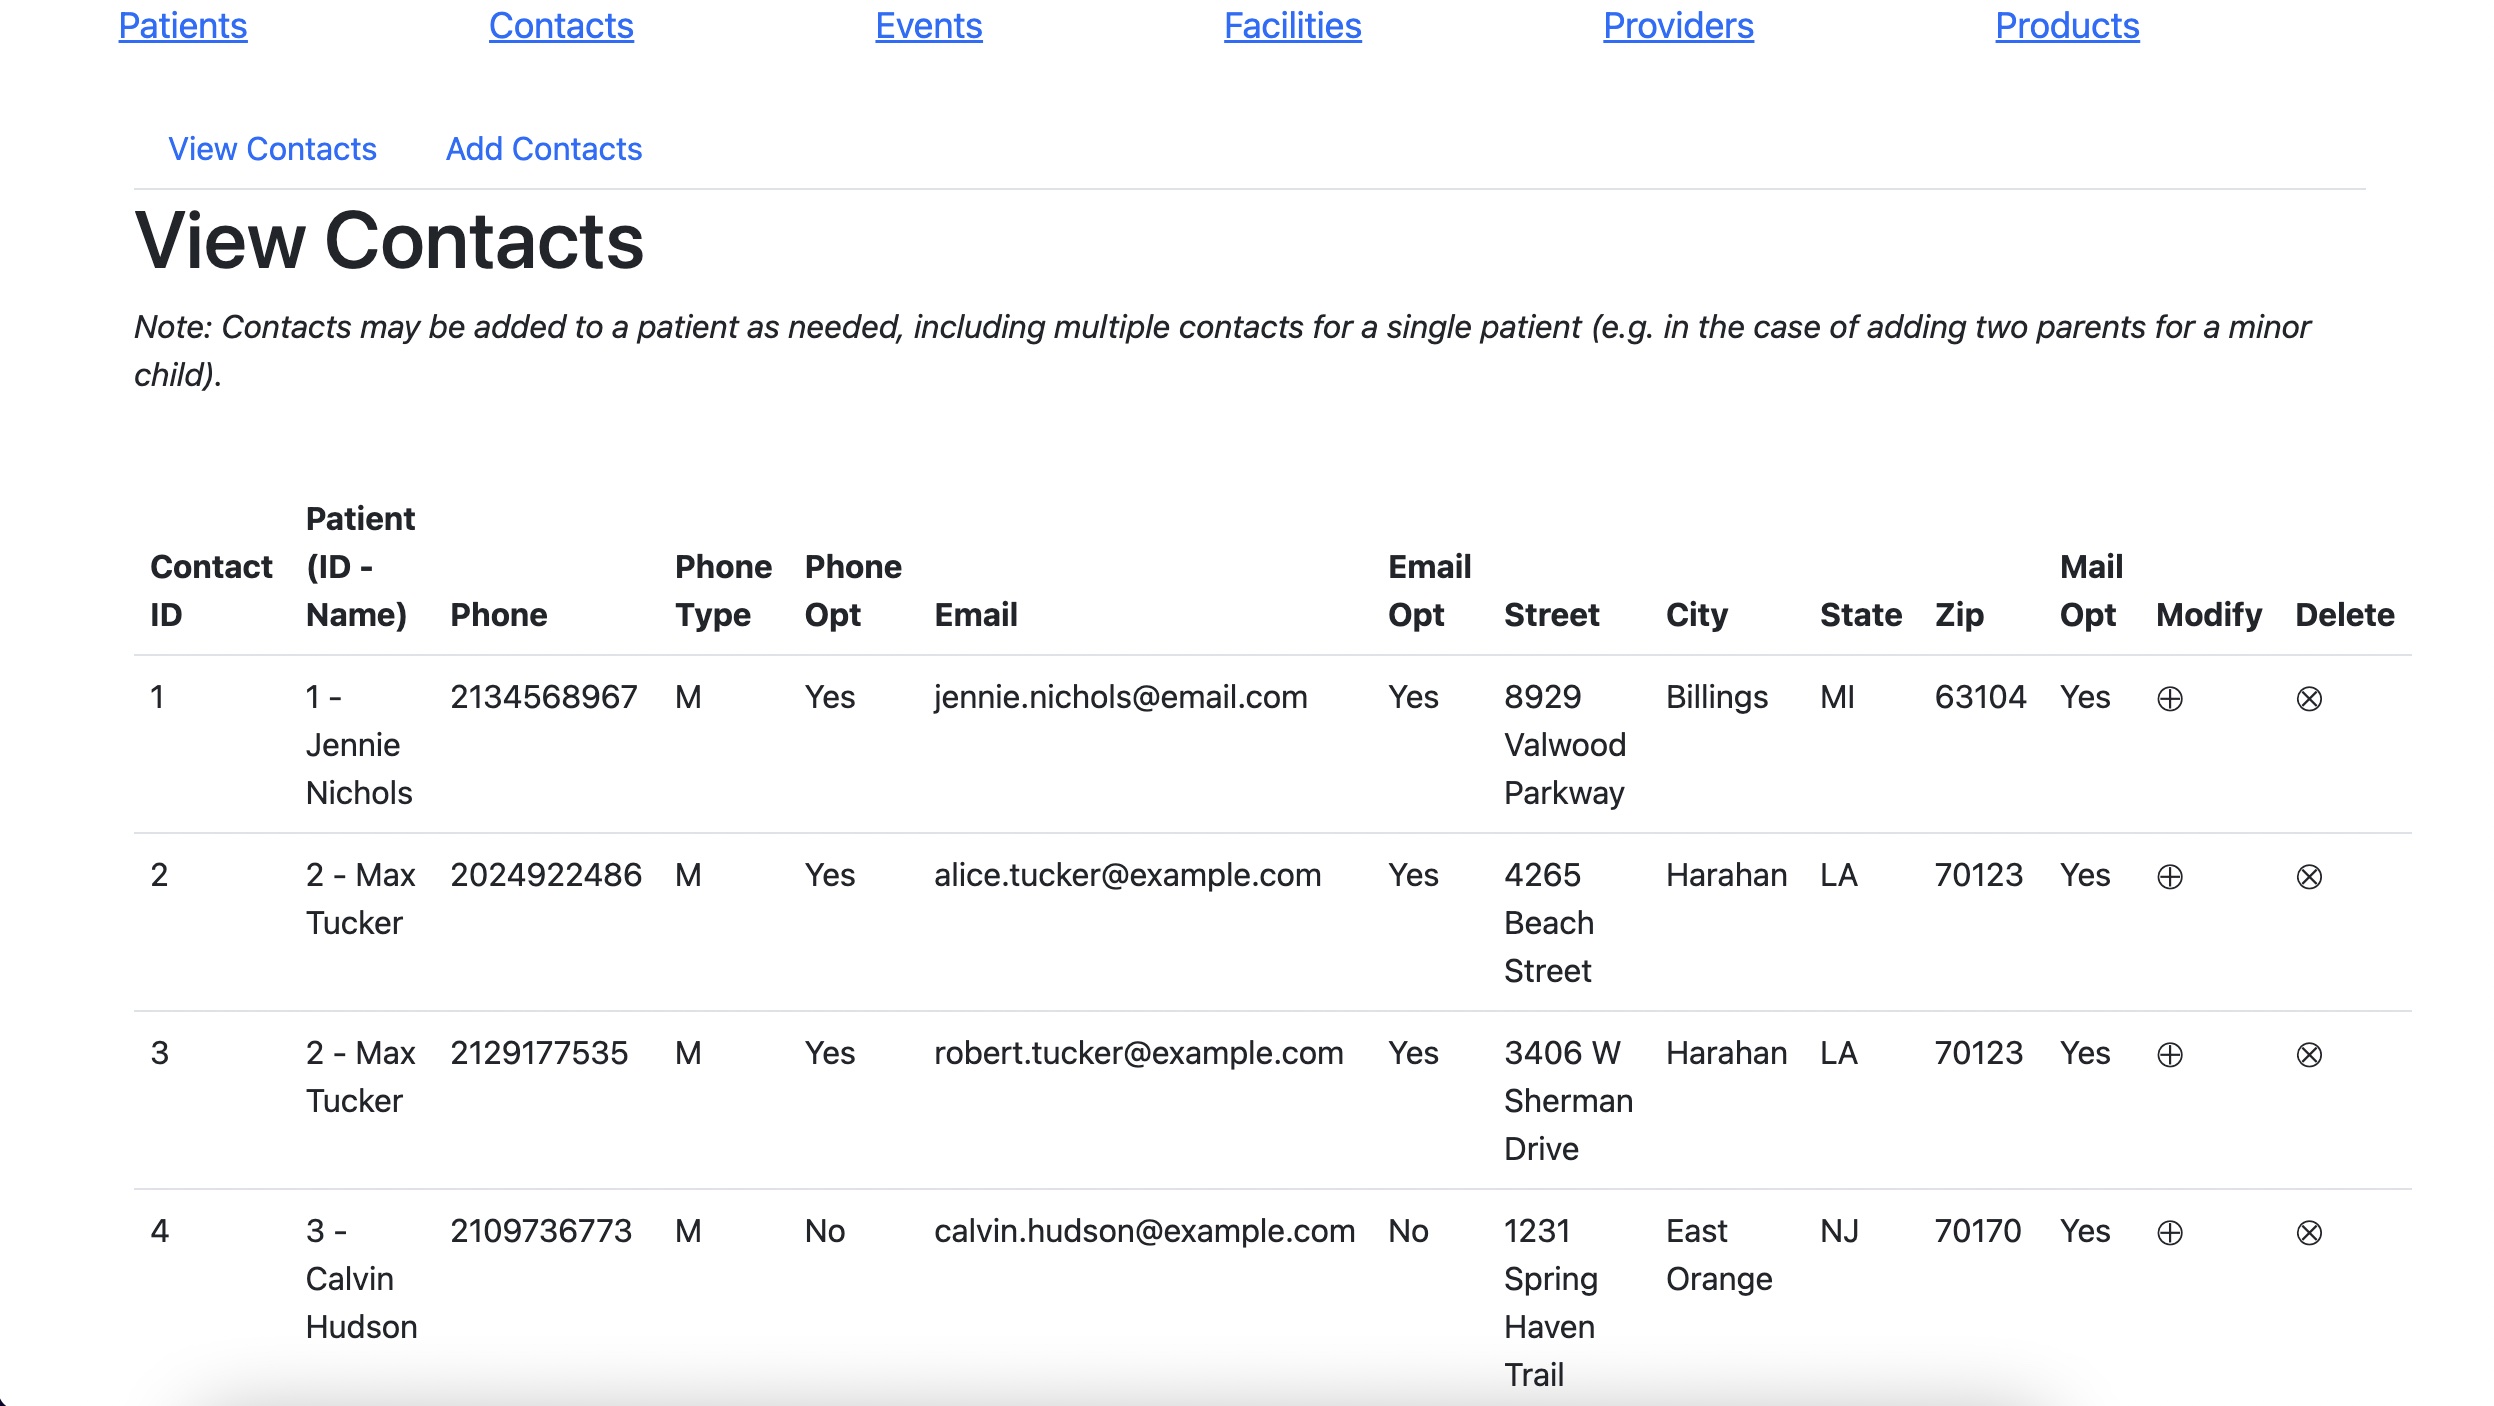 Patients Contacts Events Facilities Providers Products
View Contacts Add Contacts
View Contacts
Note: Contacts may be added to a patient as needed, including multiple contacts for a single patient (e.g. in the case of adding two parents for a minor
child).
Patient
Contact (ID - Phone Phone Email Mail
ID Name) Phone Type Opt Email Opt Street City State Zip Opt Modify Delete
1 1 - 2134568967 M Yes jennie.nichols@email.com Yes 8929 Billings MI 63104 Yes ⊕ ⊗
Jennie Valwood
Nichols Parkway
2 2 - Max 2024922486 M Yes alice.tucker@example.com Yes 4265 Harahan LA 70123 Yes ⊕ ⊗
Tucker Beach
Street
3 2 - Max 2129177535 M Yes robert.tucker@example.com Yes 3406 W Harahan LA 70123 Yes ⊕ ⊗
Tucker Sherman
Drive
4 3 - 2109736773 M No calvin.hudson@example.com No 1231 East NJ 70170 Yes ⊕ ⊗
Calvin Spring Orange
Hudson Haven
Trail